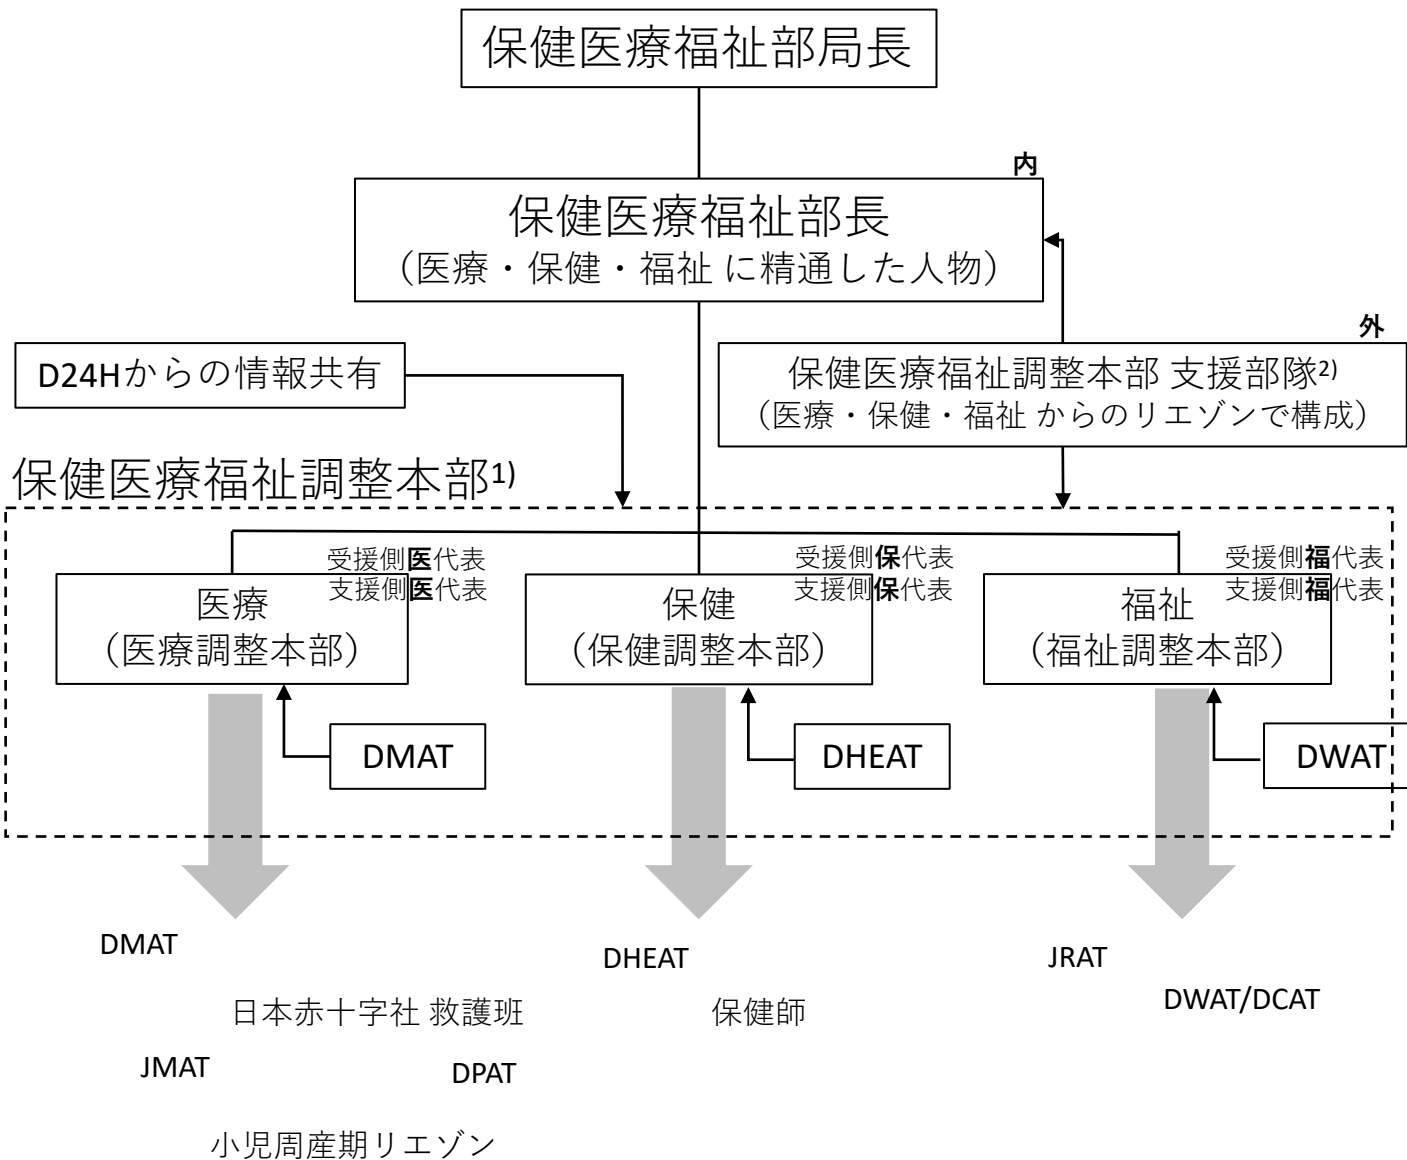 保健医療福祉部局長
内
保健医療福祉部長
（医療・保健・福祉 に精通した人物）
外
D24Hからの情報共有
保健医療福祉調整本部 支援部隊2)
（医療・保健・福祉 からのリエゾンで構成）
保健医療福祉調整本部1)
受援側医代表
支援側医代表
医療
（医療調整本部）
受援側保代表
支援側保代表
保健
（保健調整本部）
受援側福代表
支援側福代表
福祉
（福祉調整本部）
DMAT
DHEAT
DWAT
DMAT
日本赤十字社 救護班
JMAT
DPAT
小児周産期リエゾン
DHEAT
保健師
JRAT
DWAT/DCAT